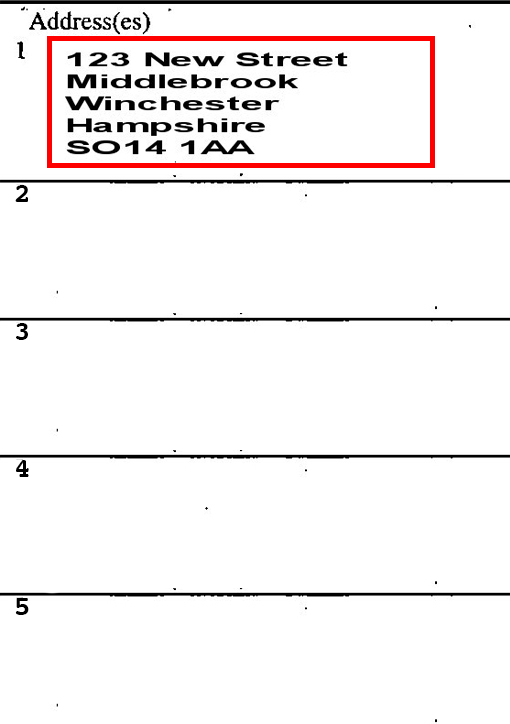 Address(es)
1
123 New Street
Middlebrook
Winchester
Hampshire
SO14 1AA
2
3
4
5